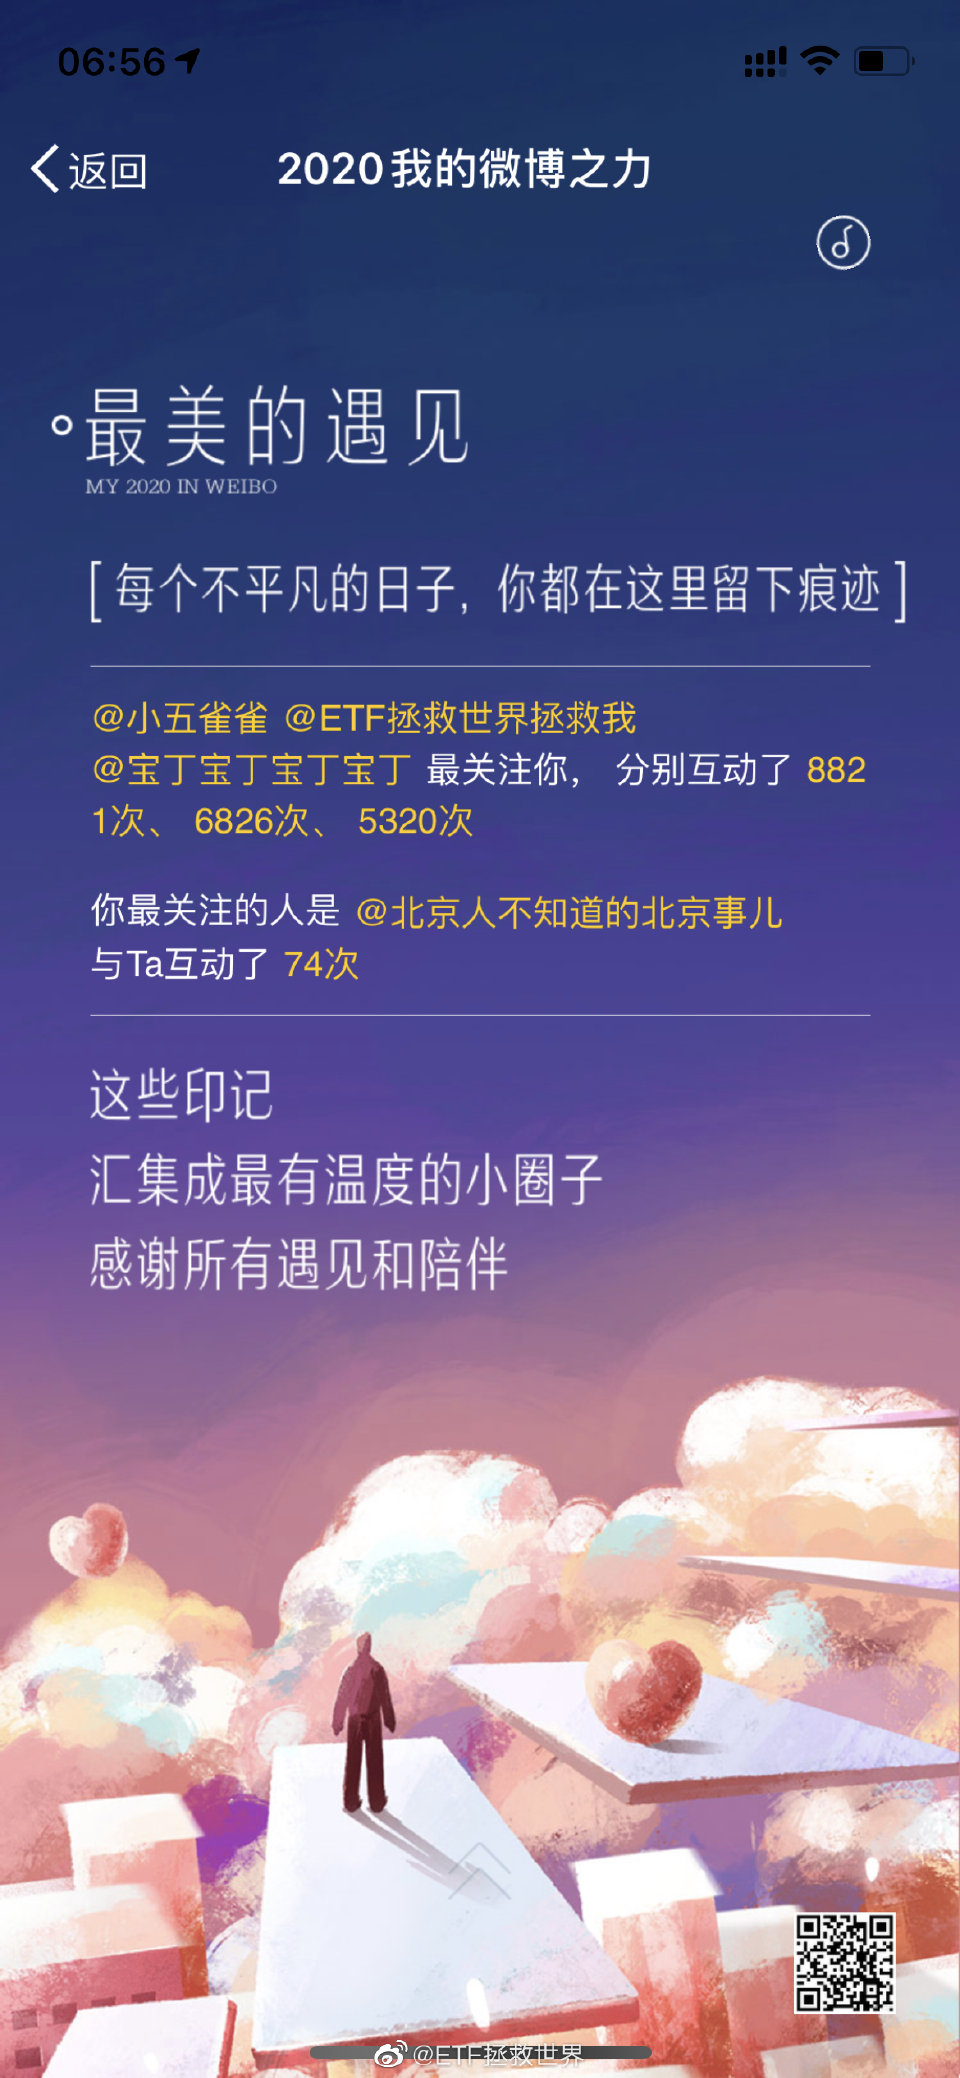 06:56
返回
2020我的微博之力
最美的遇见
MY 2020 IN WEIBO
[ 每个不平凡的日子，你都在这里留下痕迹 ]
@小五雀雀 @ETF拯救世界拯救我
@宝丁宝丁宝丁宝丁 最关注你， 分别互动了 882
1次、 6826次、 5320次
你最关注的人是 @北京人不知道的北京事儿
与Ta互动了 74次
这些印记
汇集成最有温度的小圈子
感谢所有遇见和陪伴
@ETF拯救世界